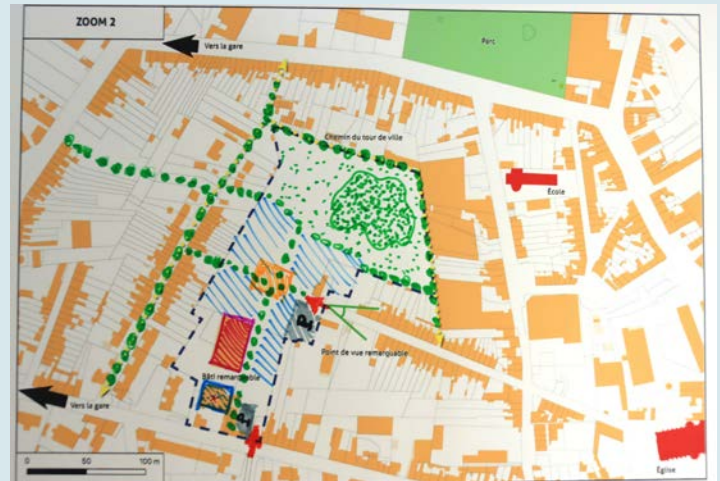 ZOOM 2
Vers la gare
Parc
Chemin du tour de ville
École
P
Point de vue remarquable
Bâti remarquable
Vers la gare
P
Église
0 50 100 m